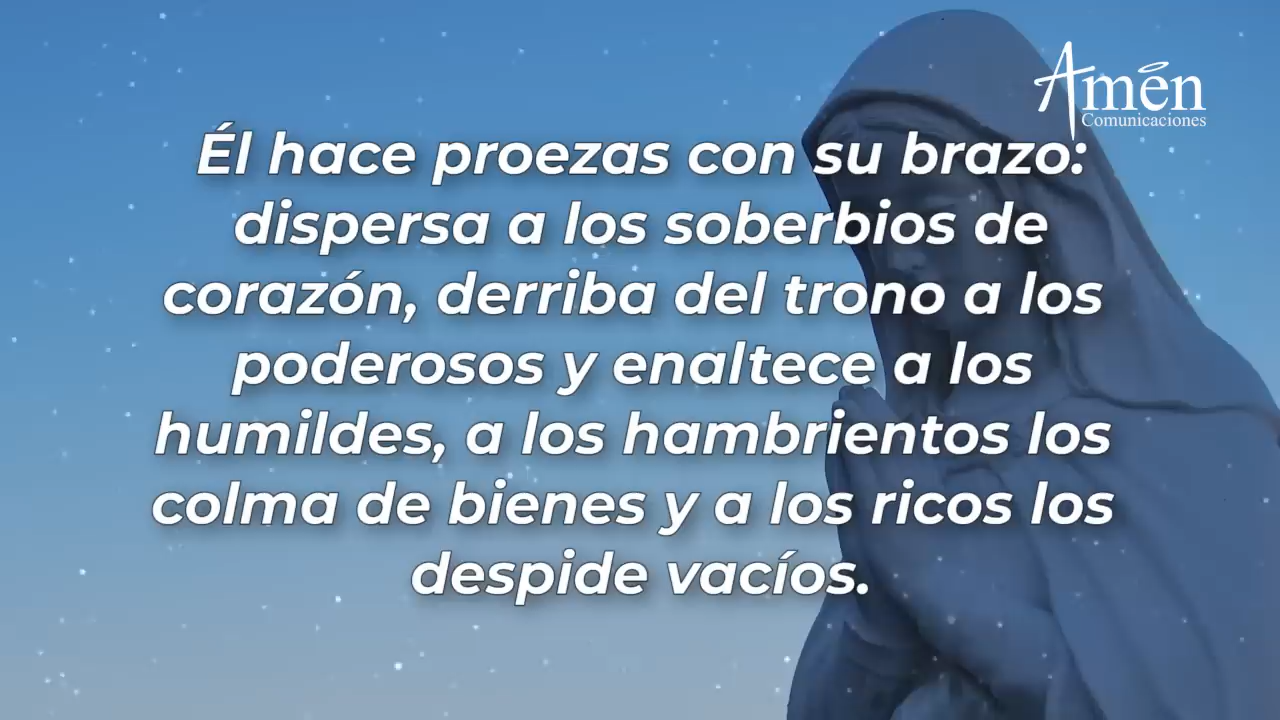 Amén
Comunicaciones
Él hace proezas con su brazo:
dispersa a los soberbios de
corazón, derriba del trono a los
poderosos y enaltece a los
humildes, a los hambrientos los
colma de bienes y a los ricos los
despide vacíos.